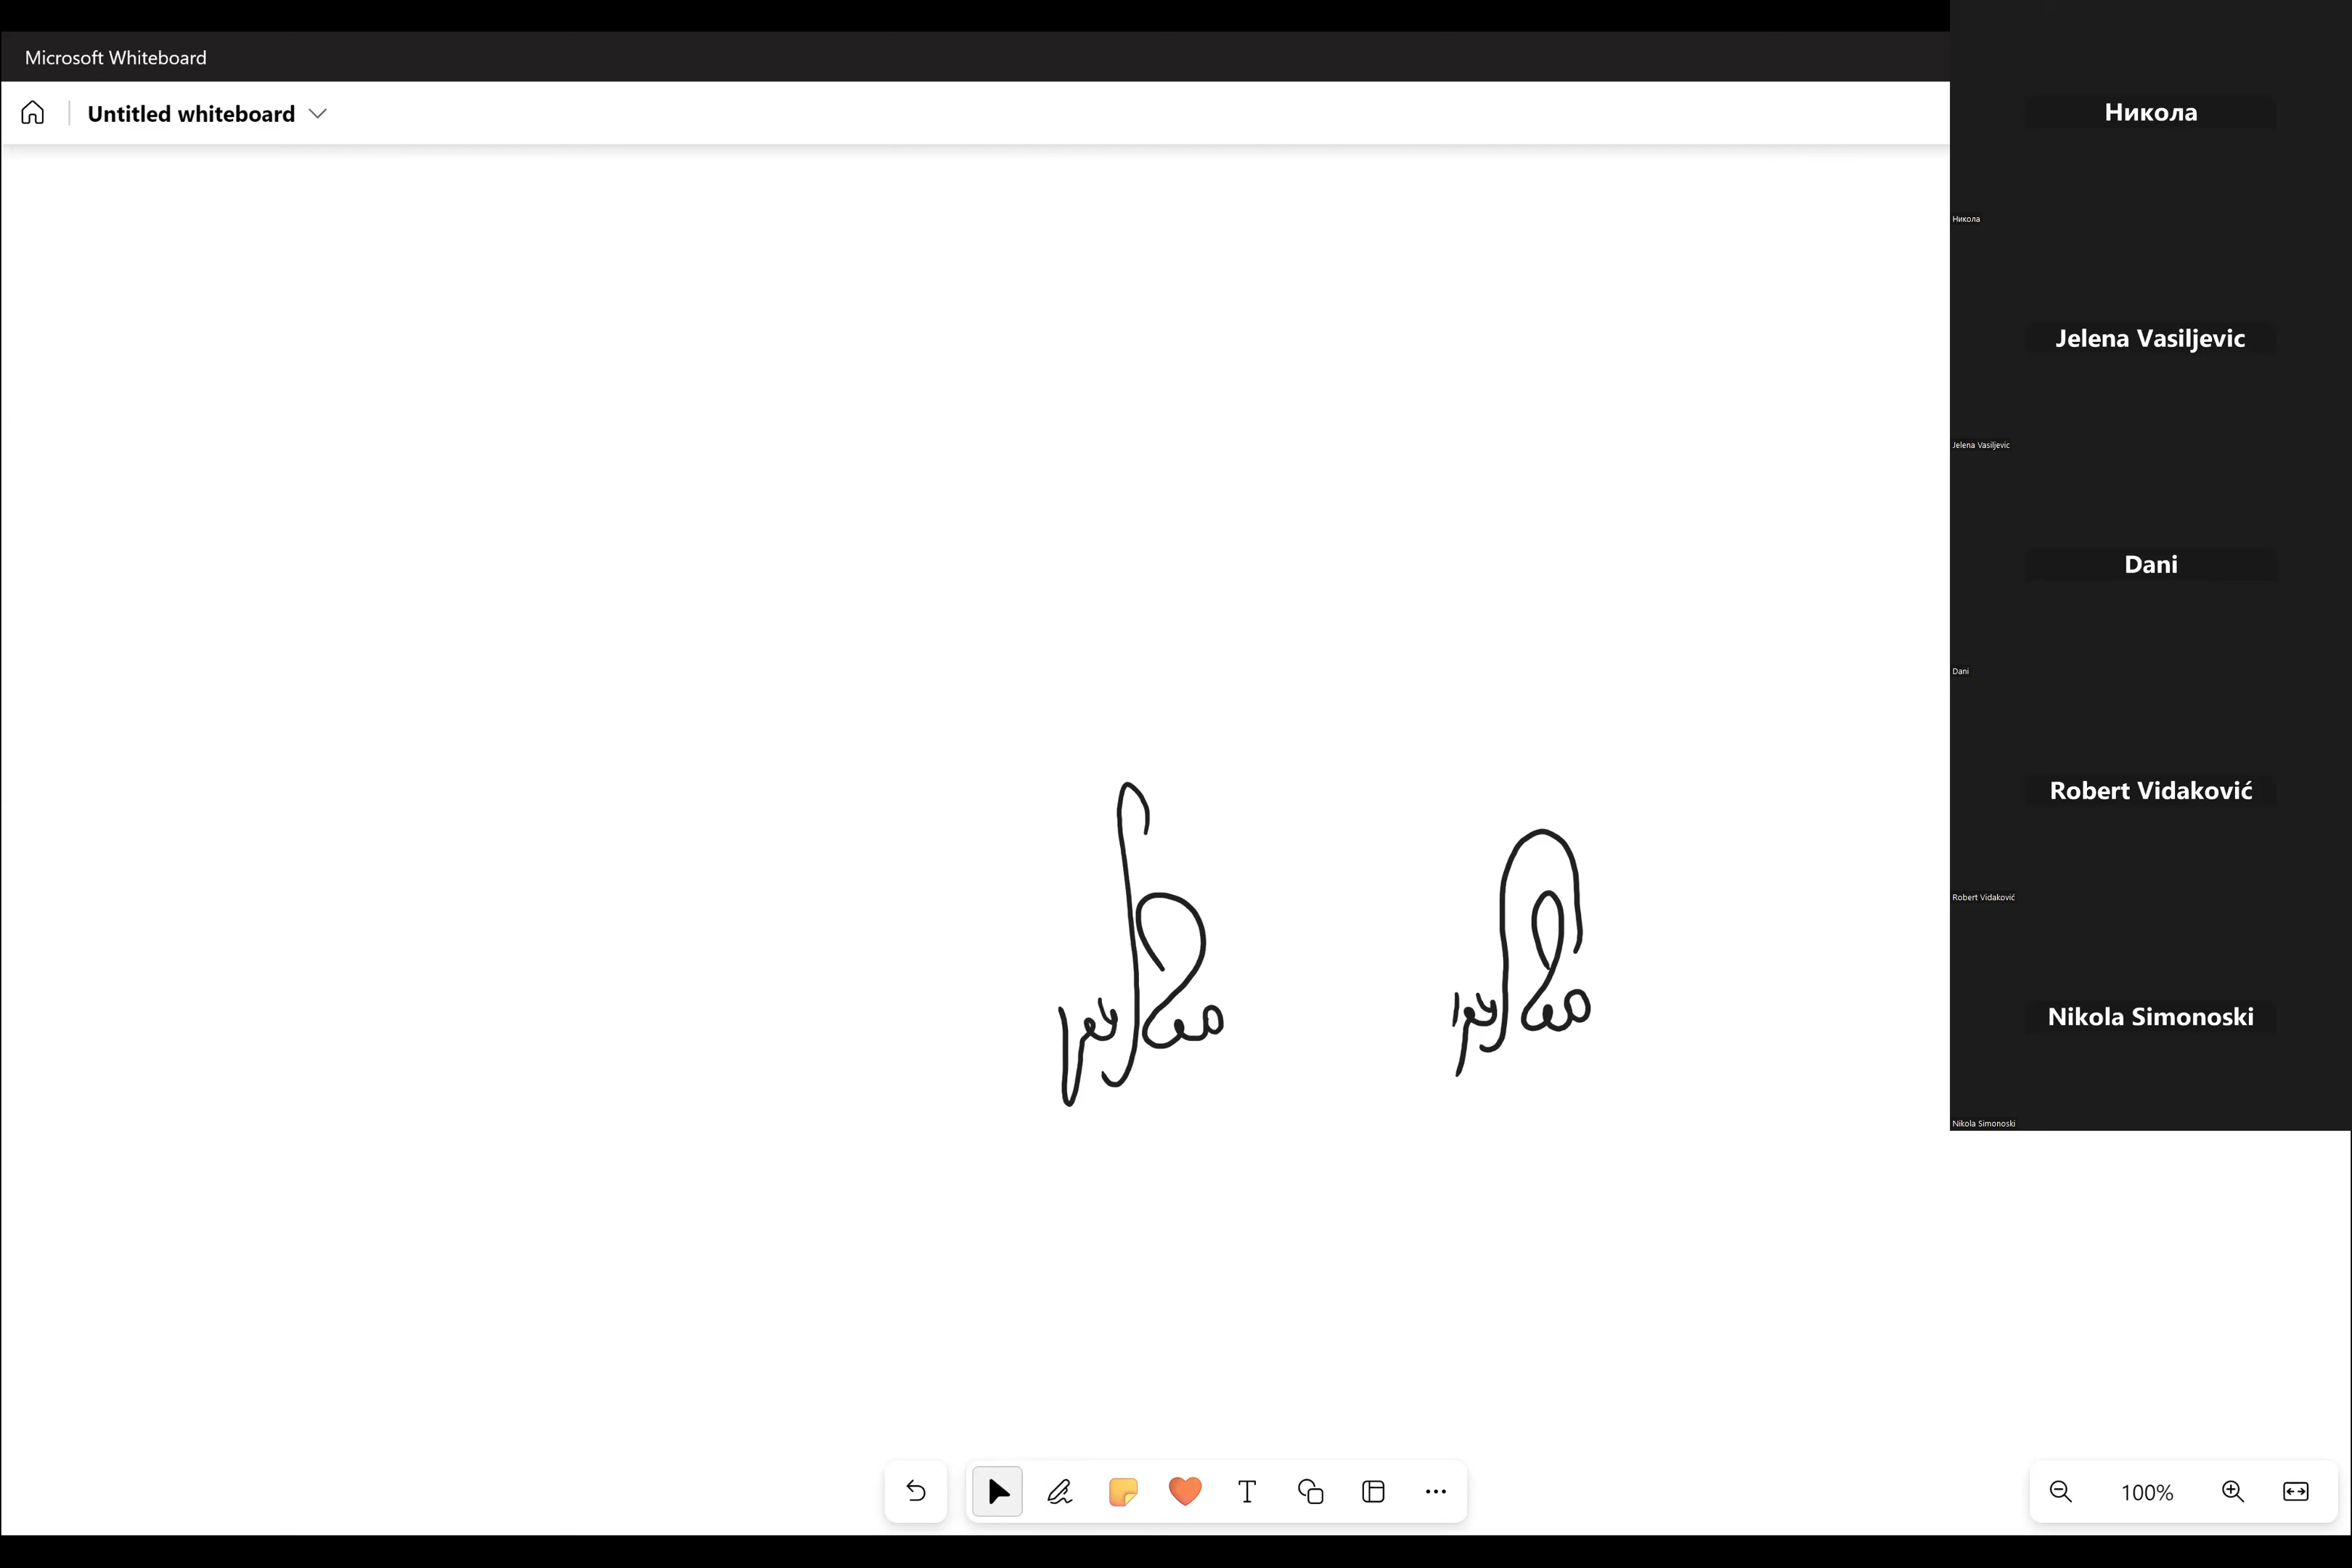 Microsoft Whiteboard
Untitled whiteboard
Никола
Никола
Jelena Vasiljevic
Jelena Vasiljevic
Dani
Dani
Robert Vidaković
Robert Vidaković
Nikola Simonoski
Nikola Simonoski
100%